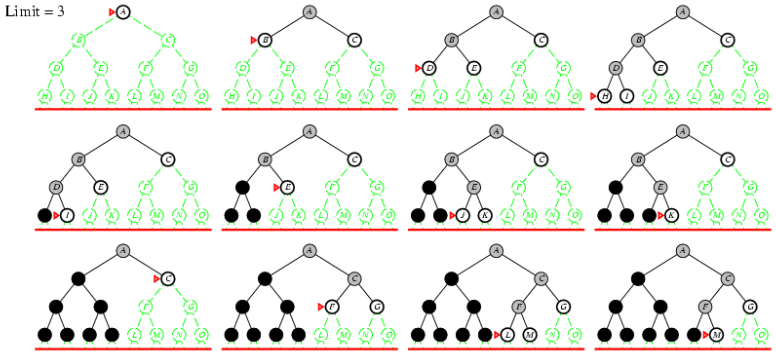 Limit = 3
A
B C
D E F G
H I J K L M N O
A
B C
D E F G
H I J K L M N O
A
B C
D E F G
H I J K L M N O
A
B C
D E F G
H I J K L M N O
A
B C
D E F G
I J K L M N O
A
B C
E F G
J K L M N O
A
B C
E F G
J K L M N O
A
B C
E F G
K L M N O
A
C
F G
L M N O
A
C
F G
L M N O
A
C
F G
L M N O
A
C
F G
M N O